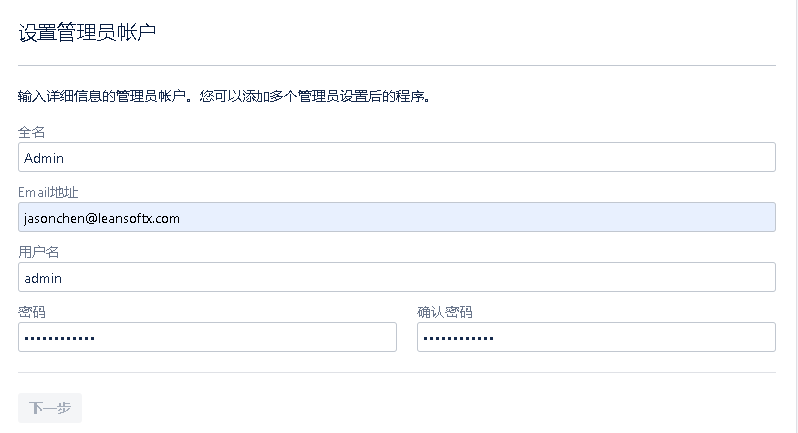 设置管理员帐户
输入详细信息的管理员帐户。您可以添加多个管理员设置后的程序。
全名
Admin
Email地址
jasonchen@leansoftx.com
用户名
admin
密码 确认密码
•••••••••••• ••••••••••••
下一步